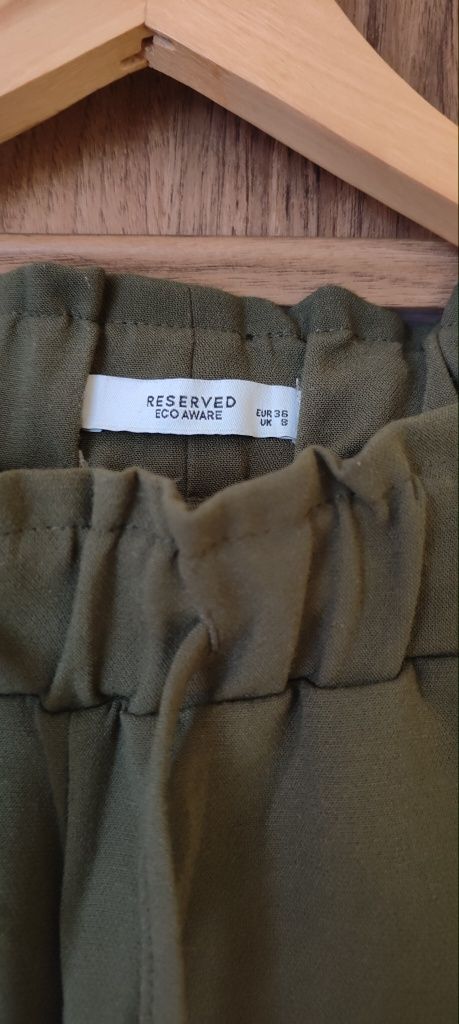 RESERVED
ECO AWARE
EUR 36
UK 8